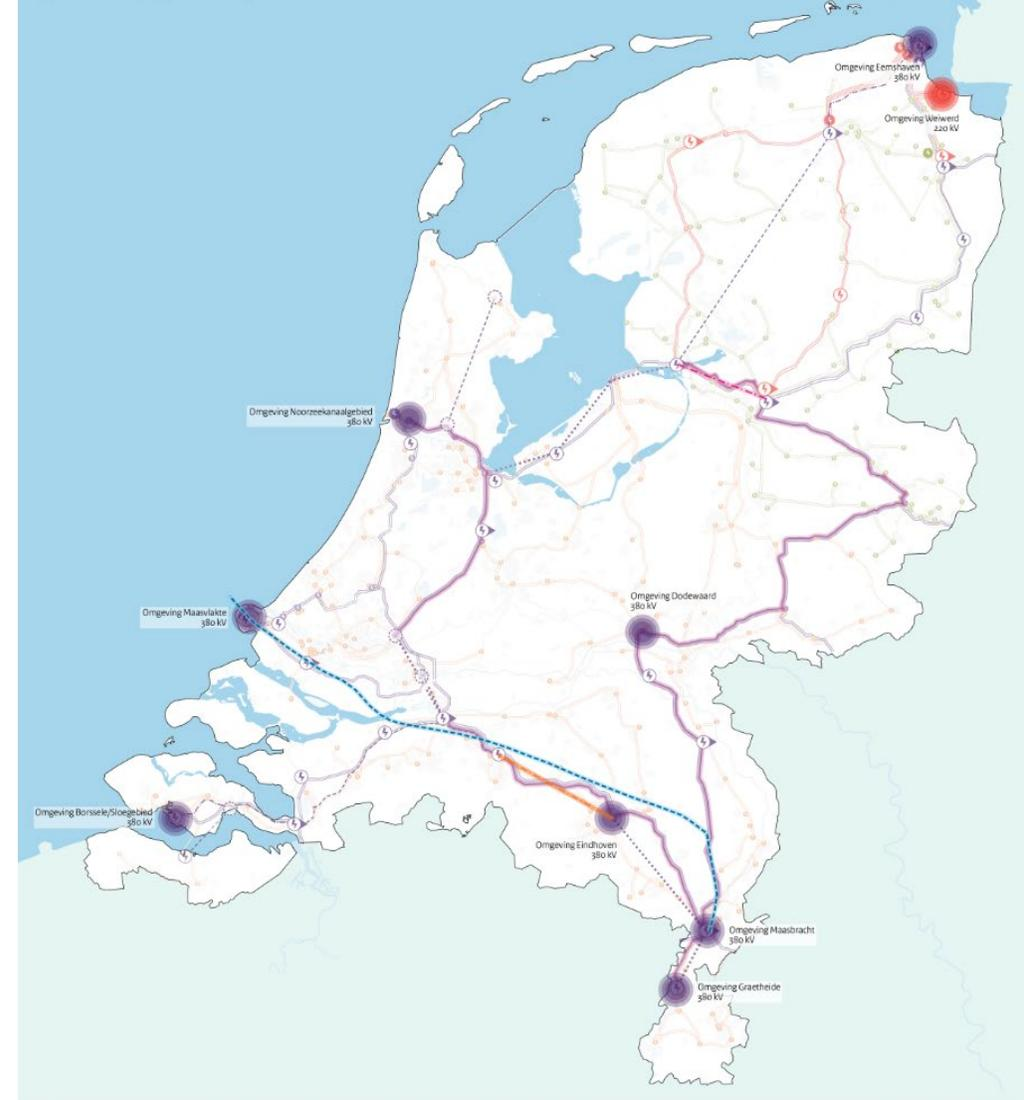 Omgeving Eemshaven
380 kV
Omgeving Weiwerd
220 kV
Omgeving Noorzeekanaalgebied
380 kV
Omgeving Dodewaard
380 kV
Omgeving Maasvlakte
380 kV
Omgeving Borssele/Sloegebied
380 kV
Omgeving Eindhoven
380 kV
Omgeving Maasbracht
380 kV
Omgeving Graetheide
380 kV